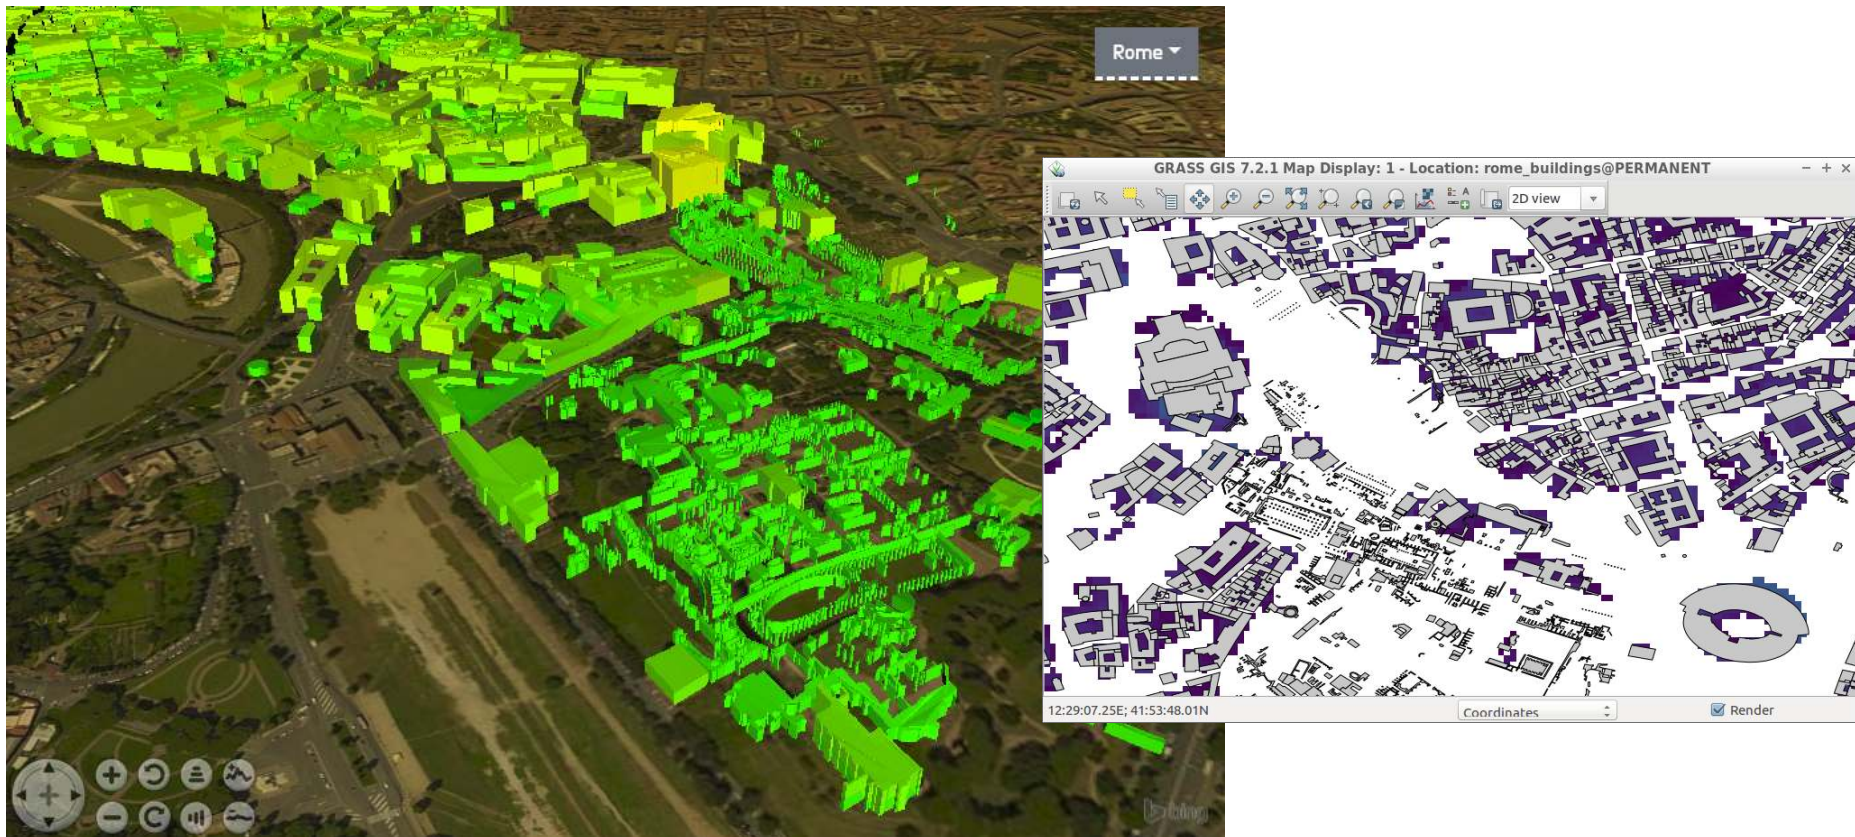 Rome
GRASS GIS 7.2.1 Map Display: 1 - Location: rome_buildings@PERMANENT
2D view
12:29:07.25E; 41:53:48.01N
Coordinates
Render
bing